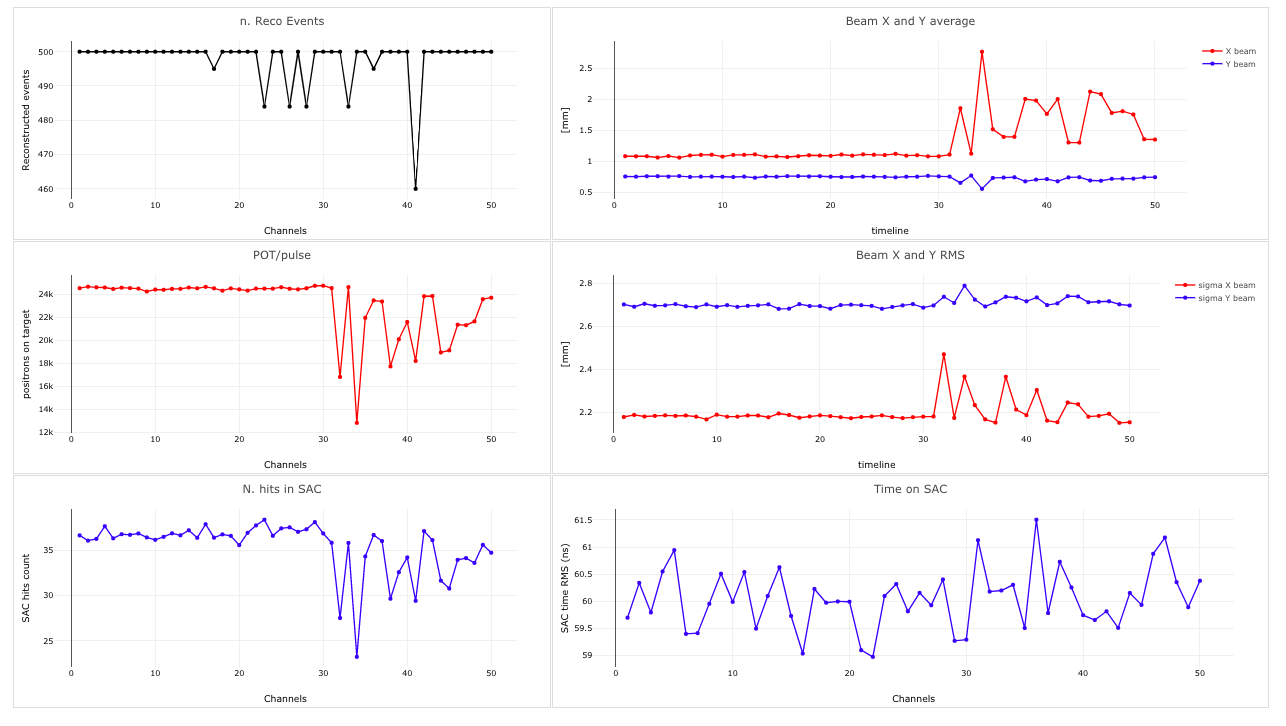 n. Reco Events
Reconstructed events
500
490
480
470
460
0
10
20
30
40
50
Channels
Beam X and Y average
[mm]
2.5
2
1.5
1
0.5
0
10
20
30
40
50
timeline
X beam
Y beam
POT/pulse
positrons on target
24k
22k
20k
18k
16k
14k
12k
0
10
20
30
40
50
Channels
Beam X and Y RMS
[mm]
2.8
2.6
2.4
2.2
0
10
20
30
40
50
timeline
sigma X beam
sigma Y beam
N. hits in SAC
SAC hits count
35
30
25
0
10
20
30
40
50
Channels
Time on SAC
SAC time RMS (ns)
61.5
61
60.5
60
59.5
59
0
10
20
30
40
50
Channels